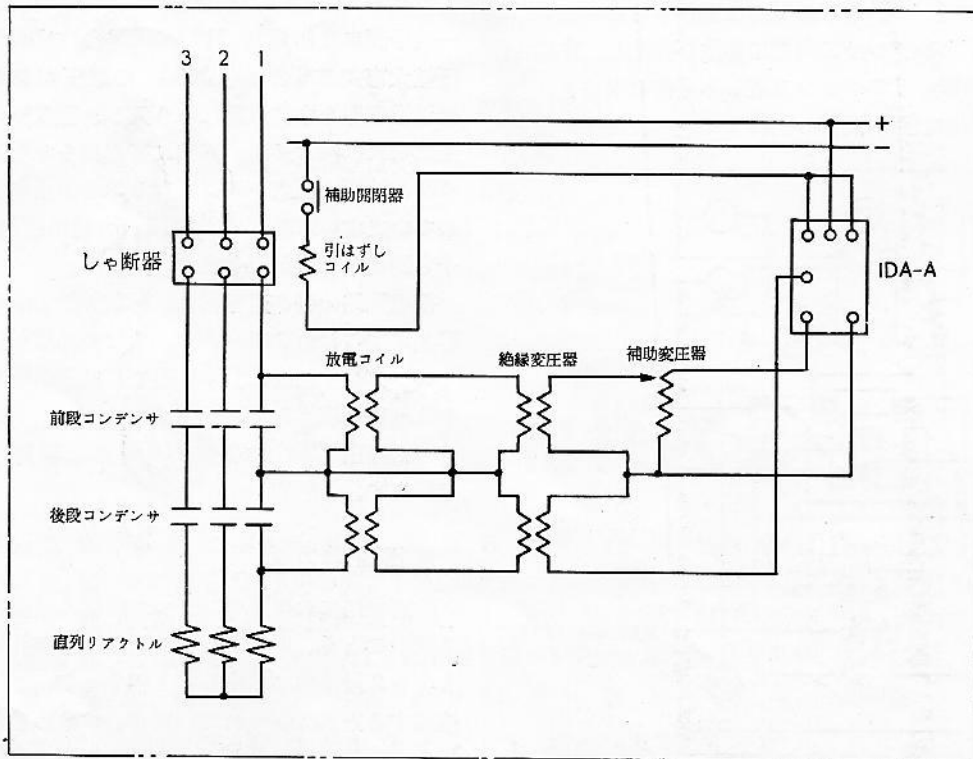 3 2 1
+
−
補助開閉器
引はずし
コイル
しゃ断器
IDA-A
放電コイル
絶縁変圧器
補助変圧器
前段コンデンサ
後段コンデンサ
直列リアクトル